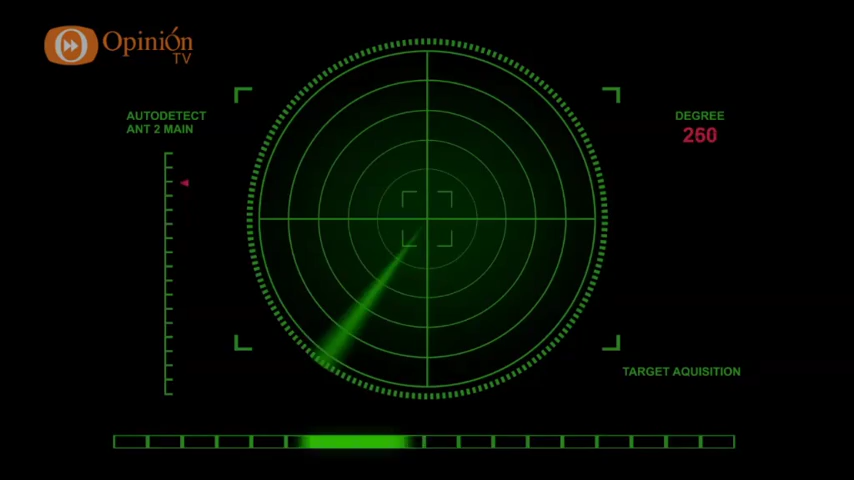 Opinión
TV
AUTODETECT
ANT 2 MAIN
DEGREE
260
TARGET AQUISITION